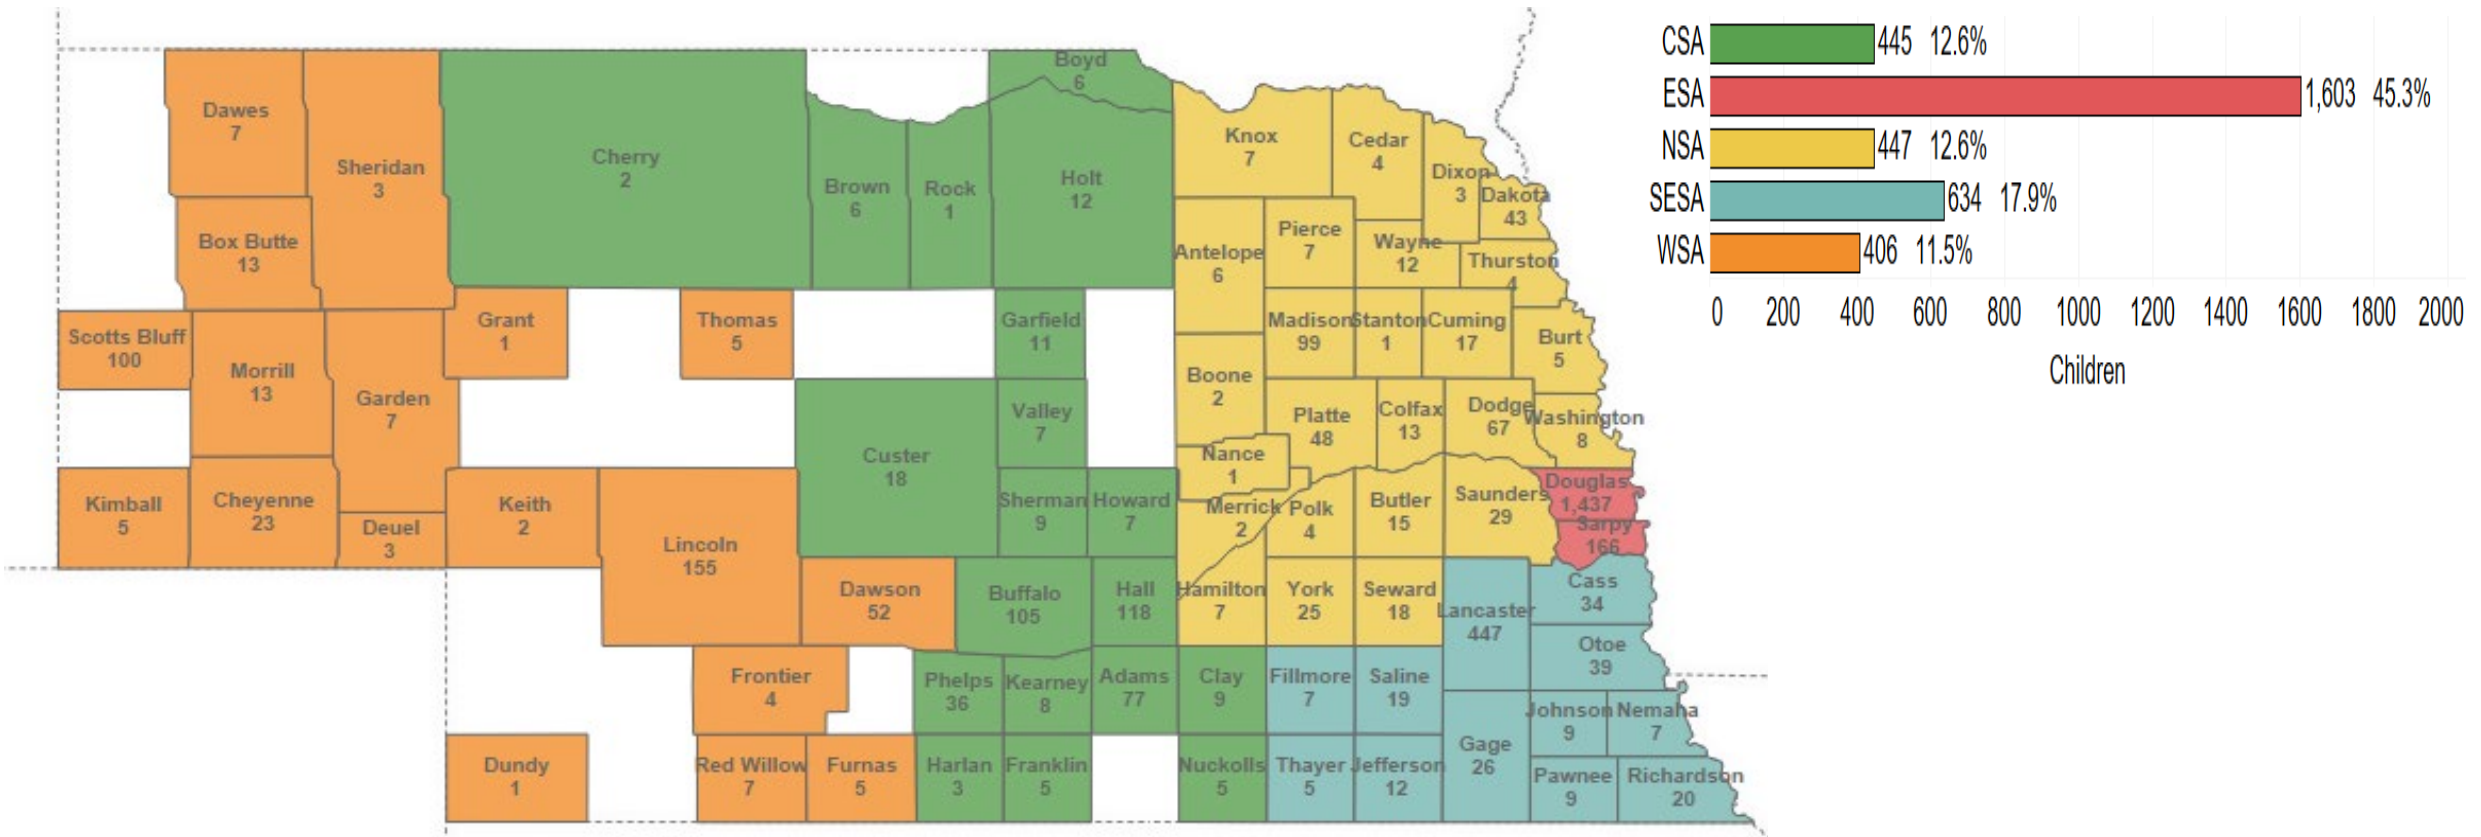 Dawes
7
Sheridan
3
Cherry
2
Boyd
6
Brown
6
Rock
1
Holt
12
Box Butte
13
Knox
7
Cedar
4
Dixon
3
Dakota
43
Antelope
6
Pierce
7
Wayne
12
Thurston
4
Scotts Bluff
100
Morrill
13
Garden
7
Grant
1
Thomas
5
Garfield
11
Madison
99
Stanton
1
Cuming
17
Burt
5
Boone
2
Valley
7
Custer
18
Platte
48
Colfax
13
Dodge
67
Washington
8
Nance
1
Kimball
5
Cheyenne
23
Deuel
3
Keith
2
Lincoln
155
Sherman
9
Howard
7
Merrick
2
Polk
4
Butler
15
Saunders
29
Douglas
1,437
Sarpy
166
Dawson
52
Buffalo
105
Hall
118
Hamilton
7
York
25
Seward
18
Lancaster
447
Cass
34
Otoe
39
Frontier
4
Phelps
36
Kearney
8
Adams
77
Clay
9
Fillmore
7
Saline
19
Gage
26
Johnson
9
Nemaha
7
Dundy
1
Red Willow
7
Furnas
5
Harlan
3
Franklin
5
Nuckolls
5
Thayer
5
Jefferson
12
Pawnee
9
Richardson
20
CSA 445 12.6%
ESA 1,603 45.3%
NSA 447 12.6%
SESA 634 17.9%
WSA 406 11.5%
0 200 400 600 800 1000 1200 1400 1600 1800 2000
Children